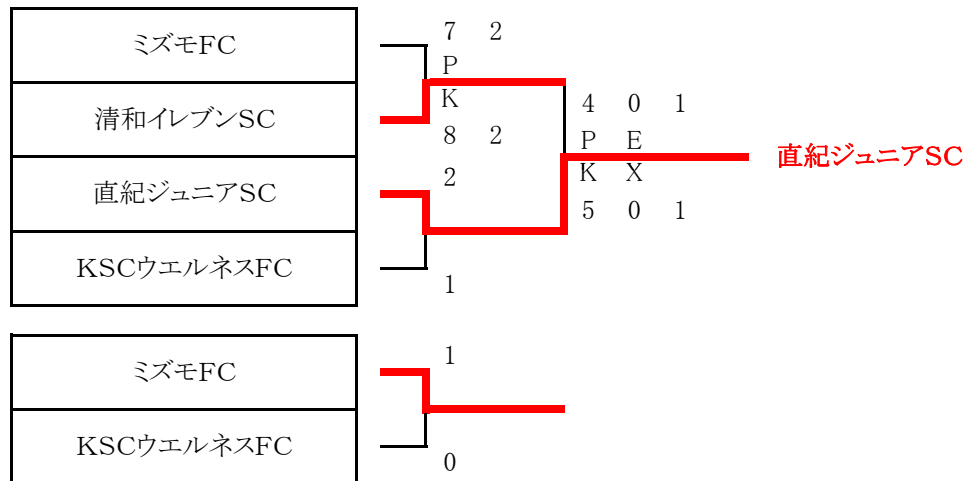 ミズモFC
清和イレブンSC
直紀ジュニアSC
KSCウエルネスFC
7 2
P
K
8 2
2
1
4 0 1
P E
K X
5 0 1
直紀ジュニアSC
ミズモFC
KSCウエルネスFC
1
0